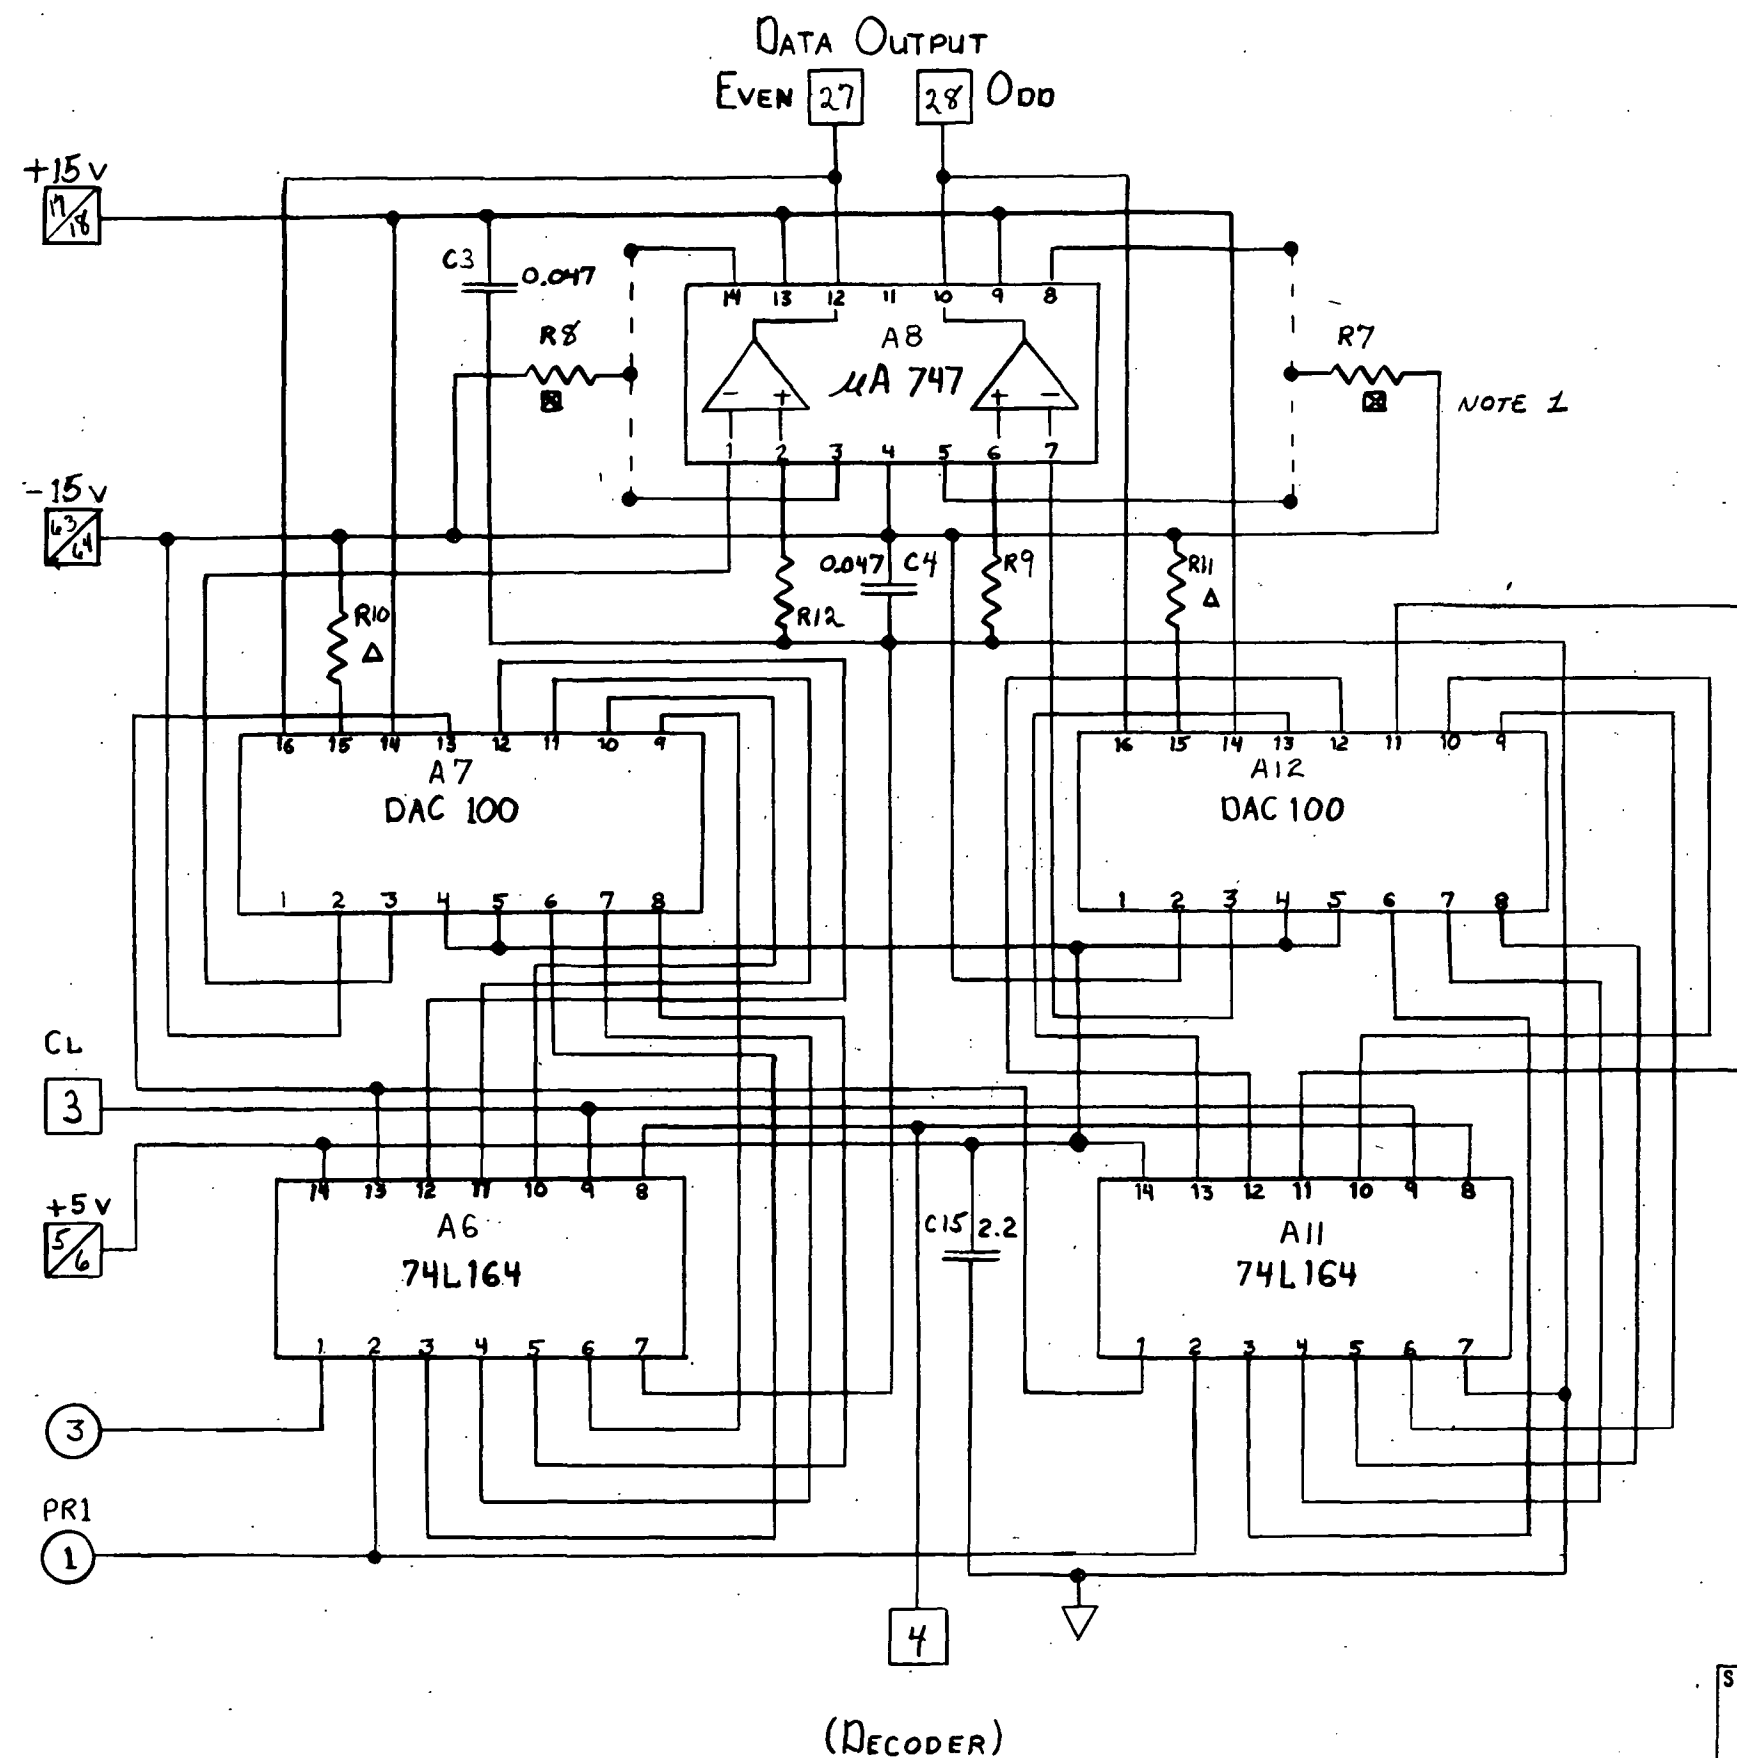 DATA OUTPUT
EVEN 27 28 ODD
+15 V
17/18
C3 0.047
14 13 12 11 10 9 8
R8
A8
R7
µA 747
- + + -
NOTE 1
1 2 3 4 5 6 7
-15 V
63/64
0.047 C4
R9
R11
Δ
R10
Δ
R12
16 15 14 13 12 11 10 9
A7
DAC 100
1 2 3 4 5 6 7 8
16 15 14 13 12 11 10 9
A12
DAC 100
1 2 3 4 5 6 7 8
CL
3
+5 V
5/6
14 13 12 11 10 9 8
A6
74L164
1 2 3 4 5 6 7
C15 2.2
14 13 12 11 10 9 8
A11
74L164
1 2 3 4 5 6 7
3
PR1
1
4
S
(DECODER)